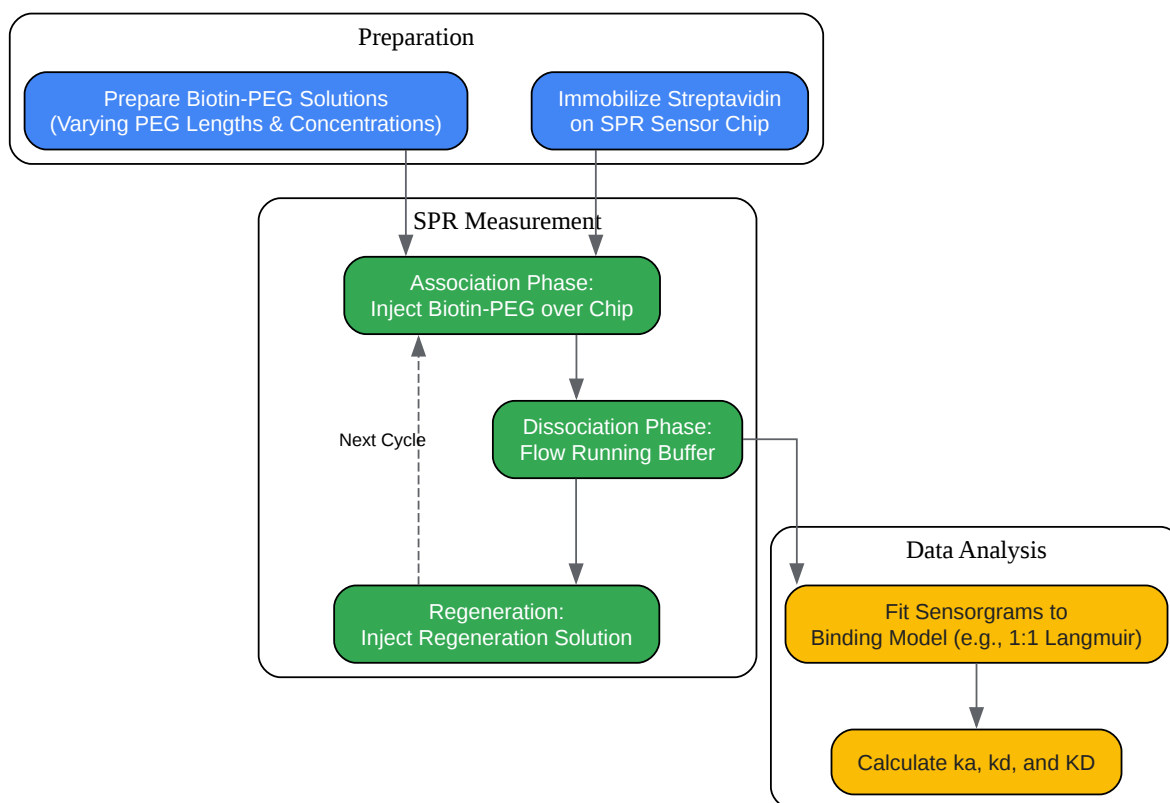 Preparation
Prepare Biotin-PEG Solutions
(Varying PEG Lengths & Concentrations)
Immobilize Streptavidin
on SPR Sensor Chip
SPR Measurement
Association Phase:
Inject Biotin-PEG over Chip
Dissociation Phase:
Flow Running Buffer
Next Cycle
Regeneration:
Inject Regeneration Solution
Data Analysis
Fit Sensorgrams to
Binding Model (e.g., 1:1 Langmuir)
Calculate ka, kd, and KD